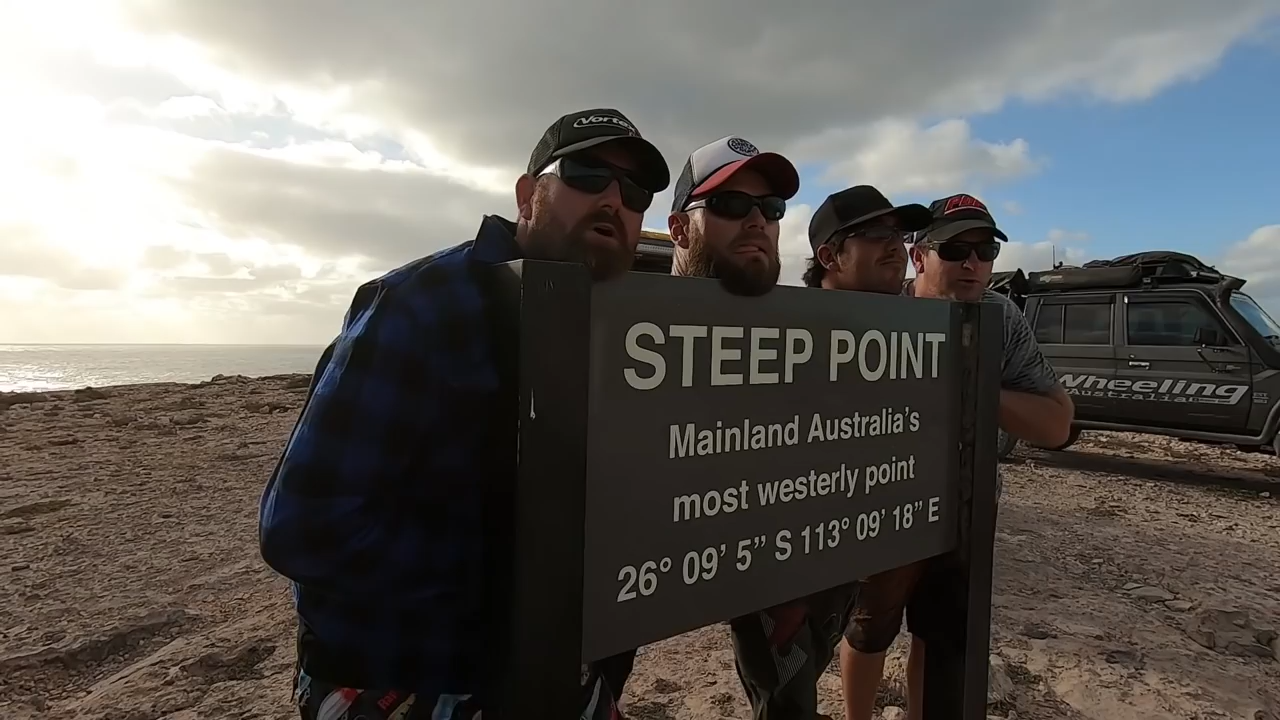 Vortex
STEEP POINT
Mainland Australia's
most westerly point
26° 09' 5" S 113° 09' 18" E
Wheeling
Australia